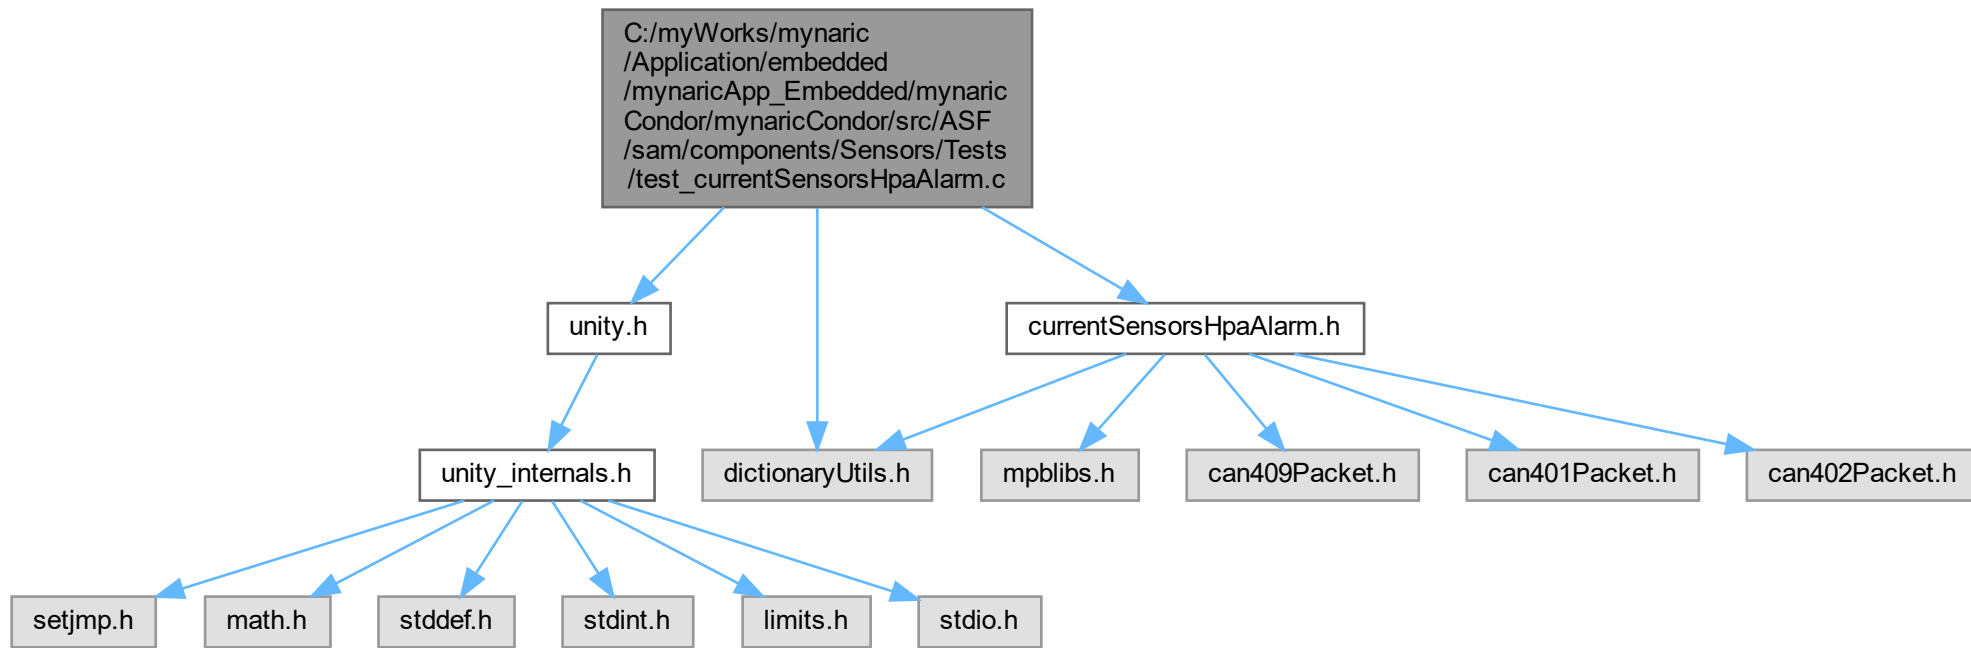 C:/myWorks/mynaric
/Application/embedded
/mynaricApp_Embedded/mynaric
Condor/mynaricCondor/src/ASF
/sam/components/Sensors/Tests
/test_currentSensorsHpaAlarm.c
unity.h
currentSensorsHpaAlarm.h
unity_internals.h
dictionaryUtils.h
mpblibs.h
can409Packet.h
can401Packet.h
can402Packet.h
setjmp.h
math.h
stddef.h
stdint.h
limits.h
stdio.h